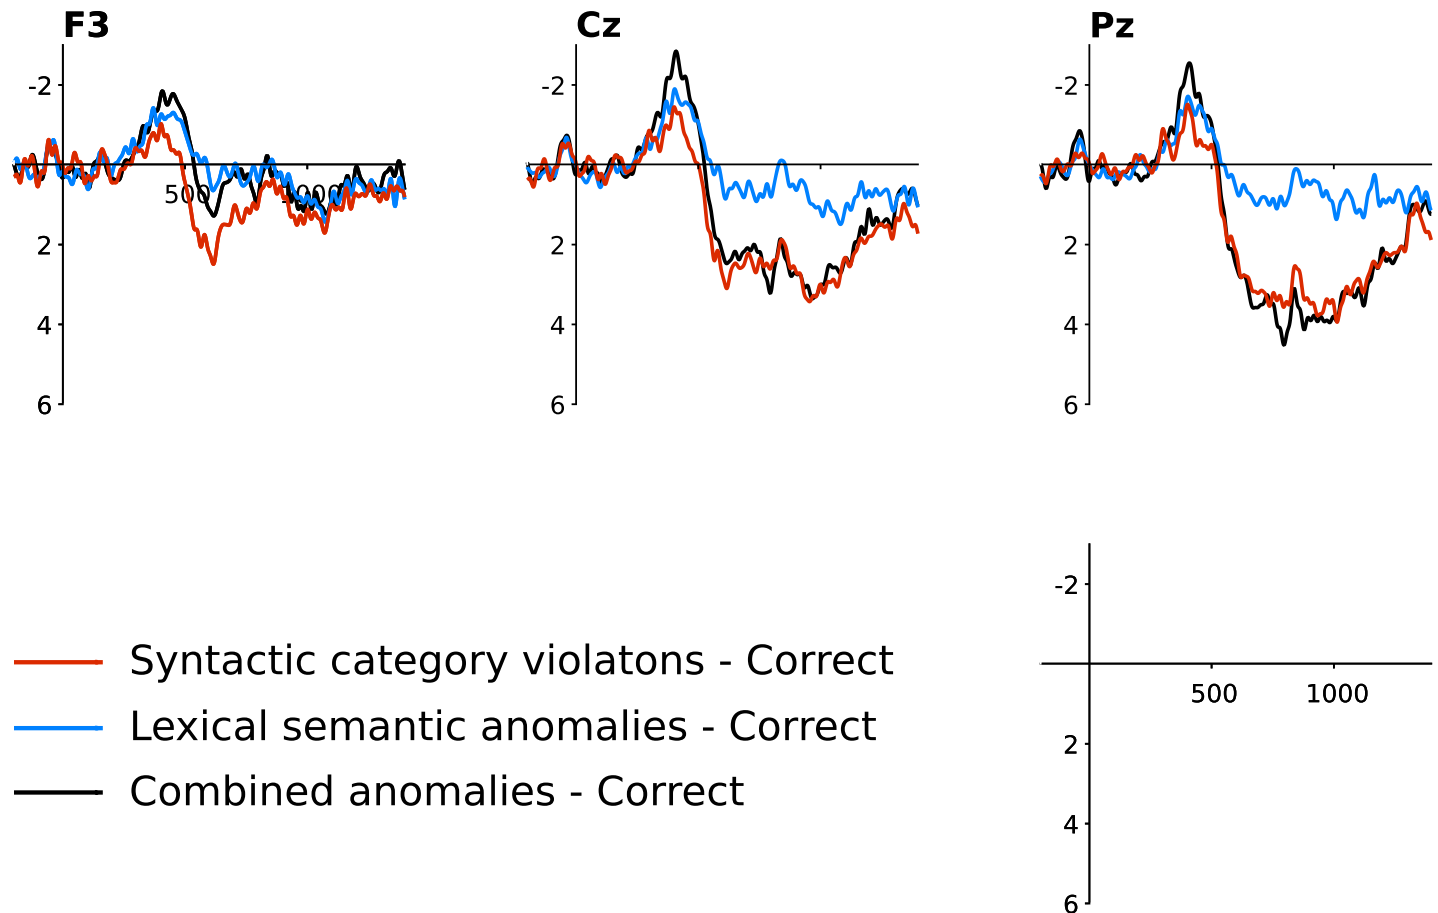 F3 Cz Pz
-2 -2 -2
500 1000
2 2 2
4 4 4
6 6 6
-2
Syntactic category violatons - Correct
500 1000
Lexical semantic anomalies - Correct
2
Combined anomalies - Correct
4
6